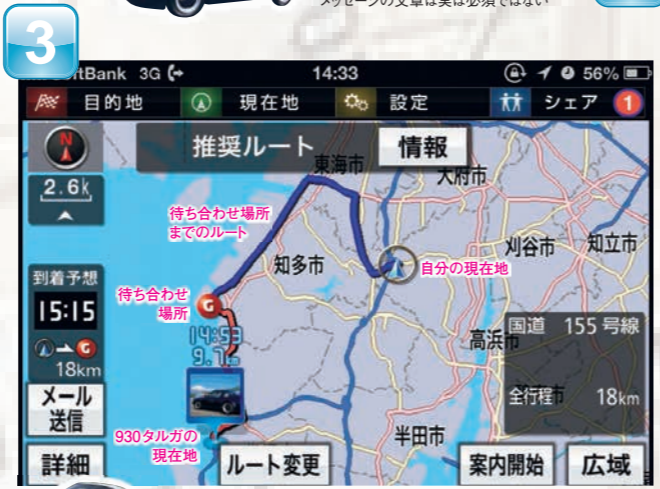 メッセージの文章は実は必須ではない
3
tBank 3G 14:33 56%
目的地 現在地 設定 シェア 1
N
推奨ルート 情報
2.6k
東海市
大府市
待ち合わせ場所
までのルート
知多市
自分の現在地
刈谷市
知立市
到着予想
15:15
待ち合わせ
場所
G
14:53
9.7
高浜市
国道 155号線
G
18km
全行程 18km
メール
送信
930タルガの
現在地
半田市
詳細 ルート変更 案内開始 広域